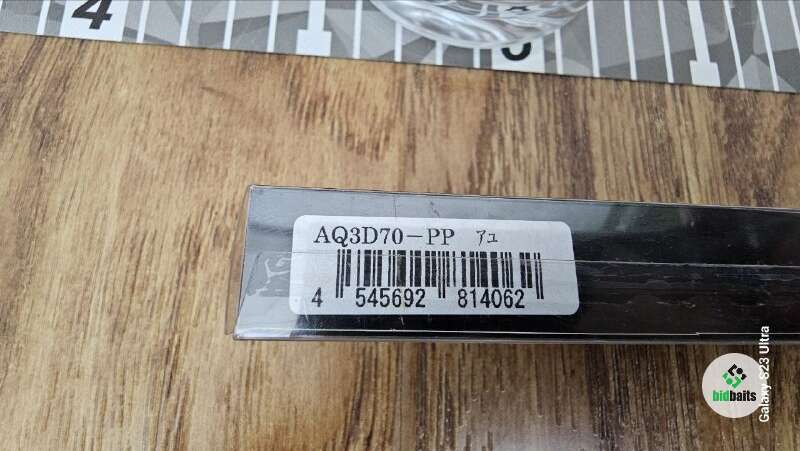 4
AQ3D70-PP アユ
4 545692 814062
bidbaits
Galaxy S23 Ultra